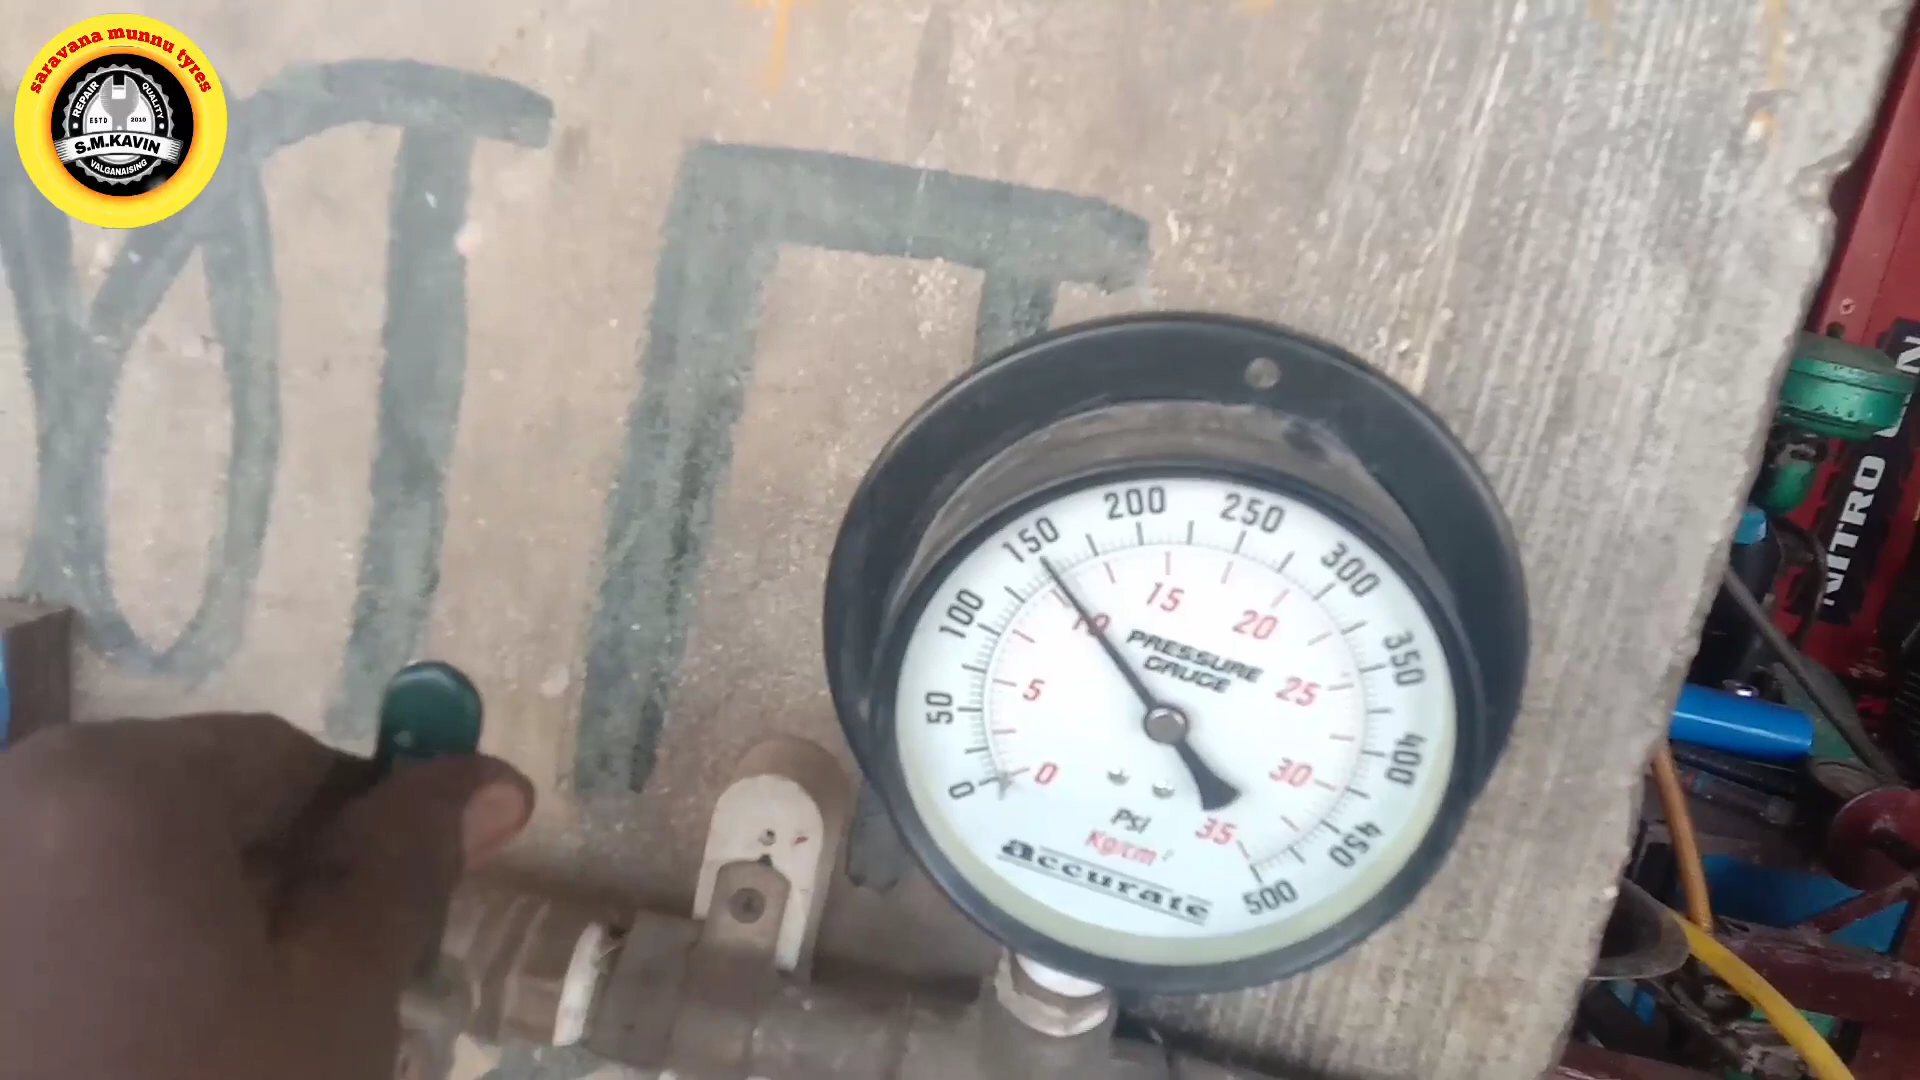 saravana munnu tyres
REPAIR
QUALITY
ESTD
2010
S.M.KAVIN
VALGANAISING
0
50
100
150
200
250
300
350
400
450
500
0
5
10
15
20
25
30
35
PRESSURE
GAUGE
Psi
Kg/cm²
accurate
NITRO
N